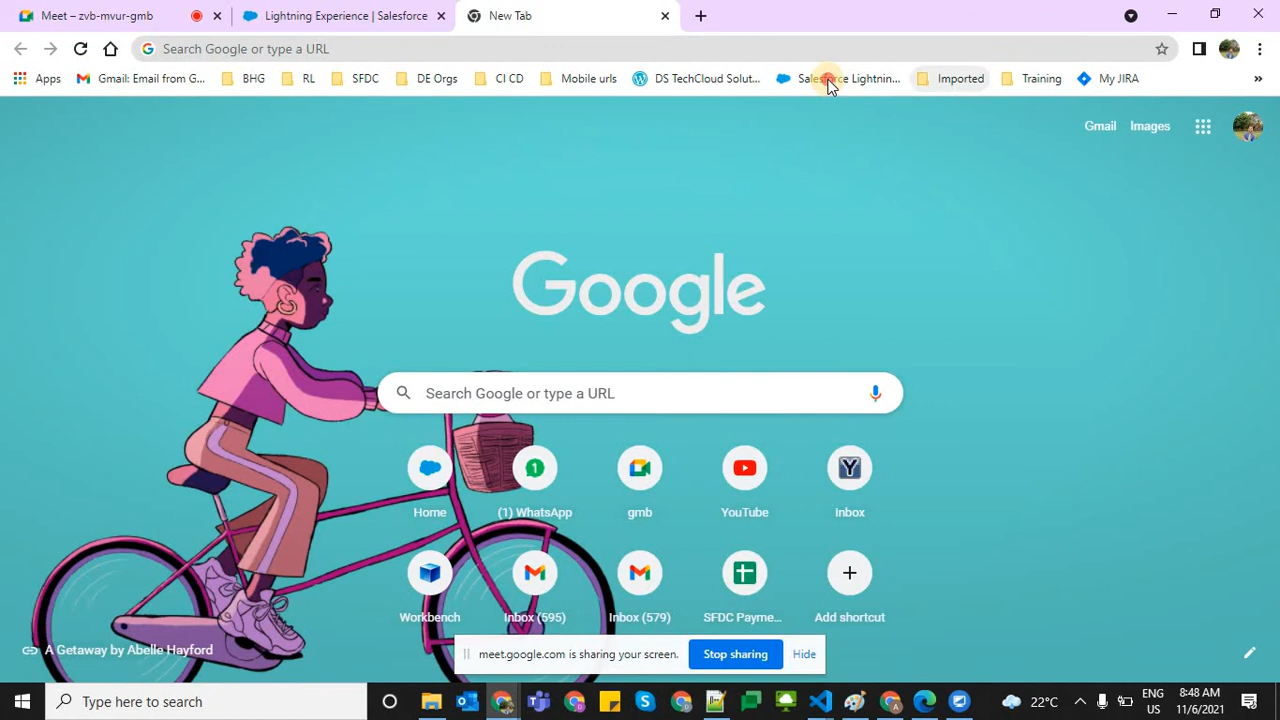 Meet – zvb-mvur-gmb
Lightning Experience | Salesforce
New Tab
Search Google or type a URL
Apps
Gmail: Email from G...
BHG
RL
SFDC
DE Orgs
CI CD
Mobile urls
DS TechCloud Solut...
Salesforce Lightnin...
Imported
Training
My JIRA
»
Gmail
Images
Google
Search Google or type a URL
Home
(1) WhatsApp
gmb
YouTube
Inbox
Workbench
Inbox (595)
Inbox (579)
SFDC Payme...
Add shortcut
A Getaway by Abelle Hayford
meet.google.com is sharing your screen.
Stop sharing
Hide
Type here to search
22°C
ENG
US
8:48 AM
11/6/2021